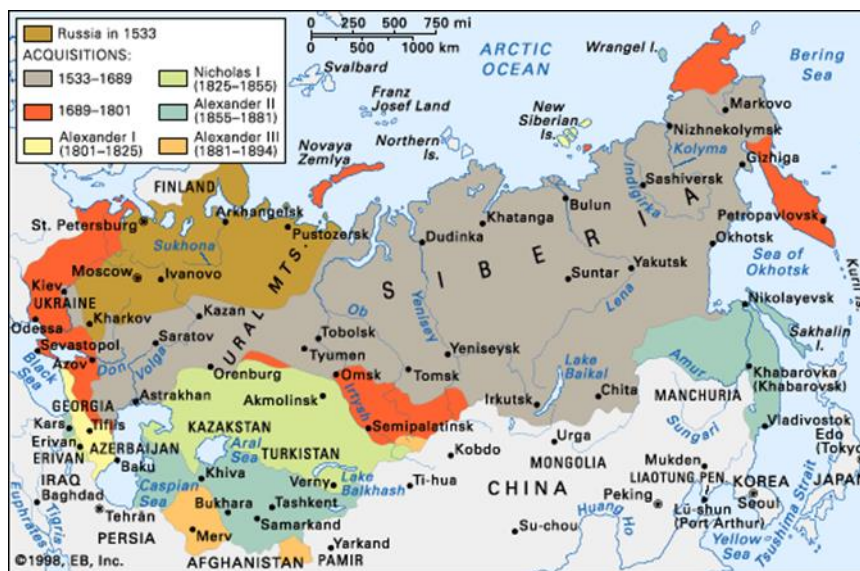 Russia in 1533
ACQUISITIONS:
1533–1689
1689–1801
Alexander I
(1801–1825)
Nicholas I
(1825–1855)
Alexander II
(1855–1881)
Alexander III
(1881–1894)
0 250 500 750 mi
0 500 1000 km
ARCTIC
OCEAN
Wrangel I.
Bering
Sea
Svalbard
Franz
Josef Land
New
Siberian
Is.
Northern
Is.
Novaya
Zemlya
Markovo
Nizhnekolymsk
Kolyma
Gizhiga
Indigirka
Sashiversk
FINLAND
St. Petersburg
Arkhangelsk
Pustozersk
Sukhona
Dudinka
Khatanga
Bulun
Petropavlovsk
Okhotsk
Sea of
Okhotsk
Moscow
Ivanovo
URAL MTS.
SIBERIA
Suntar
Yakutsk
Lena
Kiev
UKRAINE
Kharkov
Kazan
Ob
Yenisey
Nikolayevsk
Odessa
Saratov
Tobolsk
Tyumen
Yeniseysk
Sakhalin
I.
Sevastopol
Azov
Don
Volga
Orenburg
Omsk
Tomsk
Lake
Baikal
Amur
Black
Sea
Astrakhan
Akmolinsk
Irtysh
Irkutsk
Chita
Khabarovka
(Khabarovsk)
GEORGIA
KAZAKSTAN
Semipalatinsk
MANCHURIA
Kars
Tiflis
Aral
Sea
TURKISTAN
Kobdo
Urga
Sungari
Vladivostok
Erivan
ERIVAN
AZERBAIJAN
MONGOLIA
Edo
(Tokyo
Baku
Khiva
Verny
Lake
Balkhash
Ti-hua
Mukden
IRAQ
Baghdad
Caspian
Sea
Bukhara
Tashkent
CHINA
LIAOTUNG PEN.
KOREA
JAPAN
Euphrates
Tigris
Tehrān
Samarkand
Peking
Seoul
Merv
Su-chou
Huang Ho
Lü-shun
(Port Arthur)
Tsushima Strait
PERSIA
Yarkand
Yellow
Sea
AFGHANISTAN
PAMIR
©1998, EB, Inc.